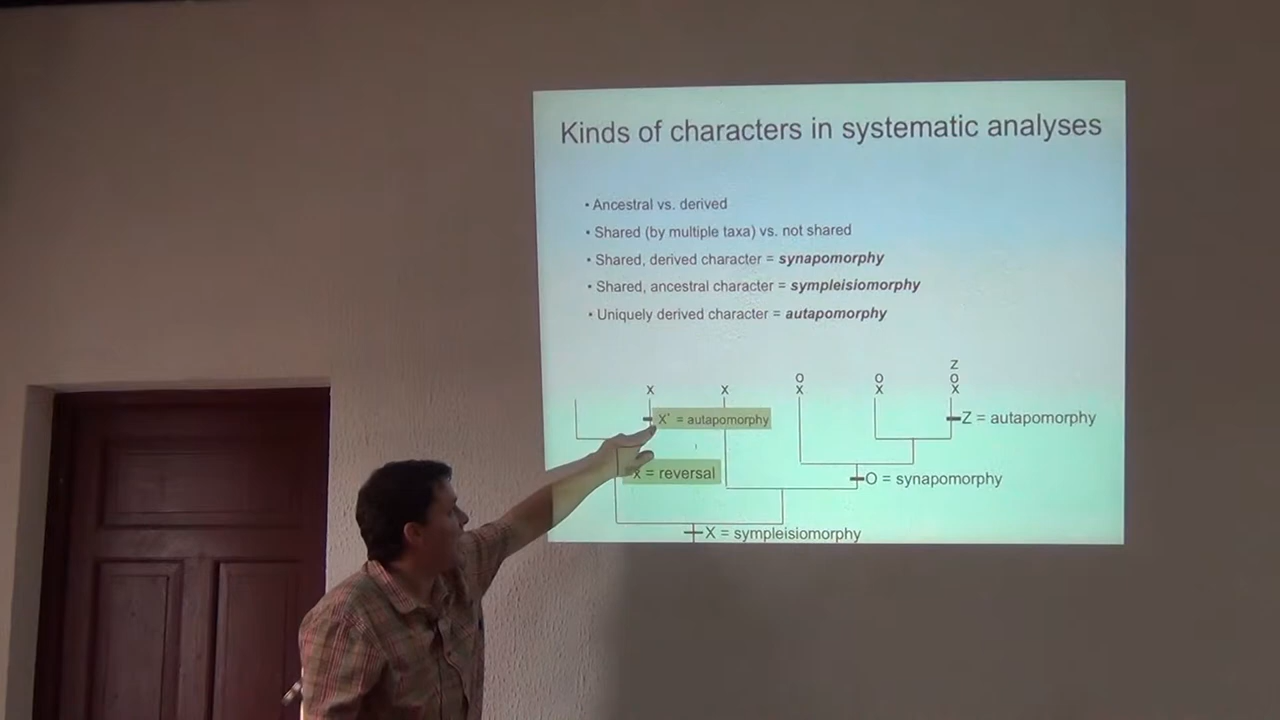 Kinds of characters in systematic analyses
• Ancestral vs. derived
• Shared (by multiple taxa) vs. not shared
• Shared, derived character = synapomorphy
• Shared, ancestral character = sympleisiomorphy
• Uniquely derived character = autapomorphy
Z
O O O
X X X X X
X' = autapomorphy
Z = autapomorphy
x = reversal
O = synapomorphy
X = sympleisiomorphy